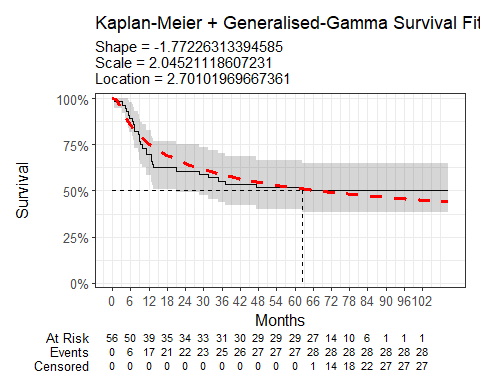 Kaplan-Meier + Generalised-Gamma Survival Fit
Shape = -1.77226313394585
Scale = 2.04521118607231
Location = 2.70101969667361
100%
75%
50%
25%
0%
Survival
0 6 12 18 24 30 36 42 48 54 60 66 72 78 84 90 96 102
Months
At Risk 56 50 39 35 34 33 31 30 29 29 29 27 14 10 6 1 1 1
Events 0 6 17 21 22 23 25 26 27 27 27 28 28 28 28 28 28 28
Censored 0 0 0 0 0 0 0 0 0 0 0 1 14 18 22 27 27 27